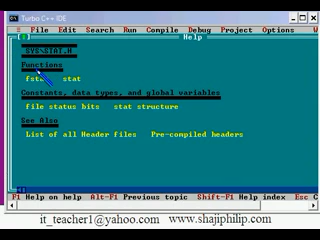 Turbo C++ IDE
File Edit Search Run Compile Debug Project Options
Help
SYS\STAT.H
Functions
stat
Constants, data types, and global variables
file status bits stat structure
See Also
List of all Header files Pre-compiled headers
F1 Help on help Alt-F1 Previous topic Shift-F1 Help index Esc C
it_teacher1@yahoo.com www.shajiphilip.com